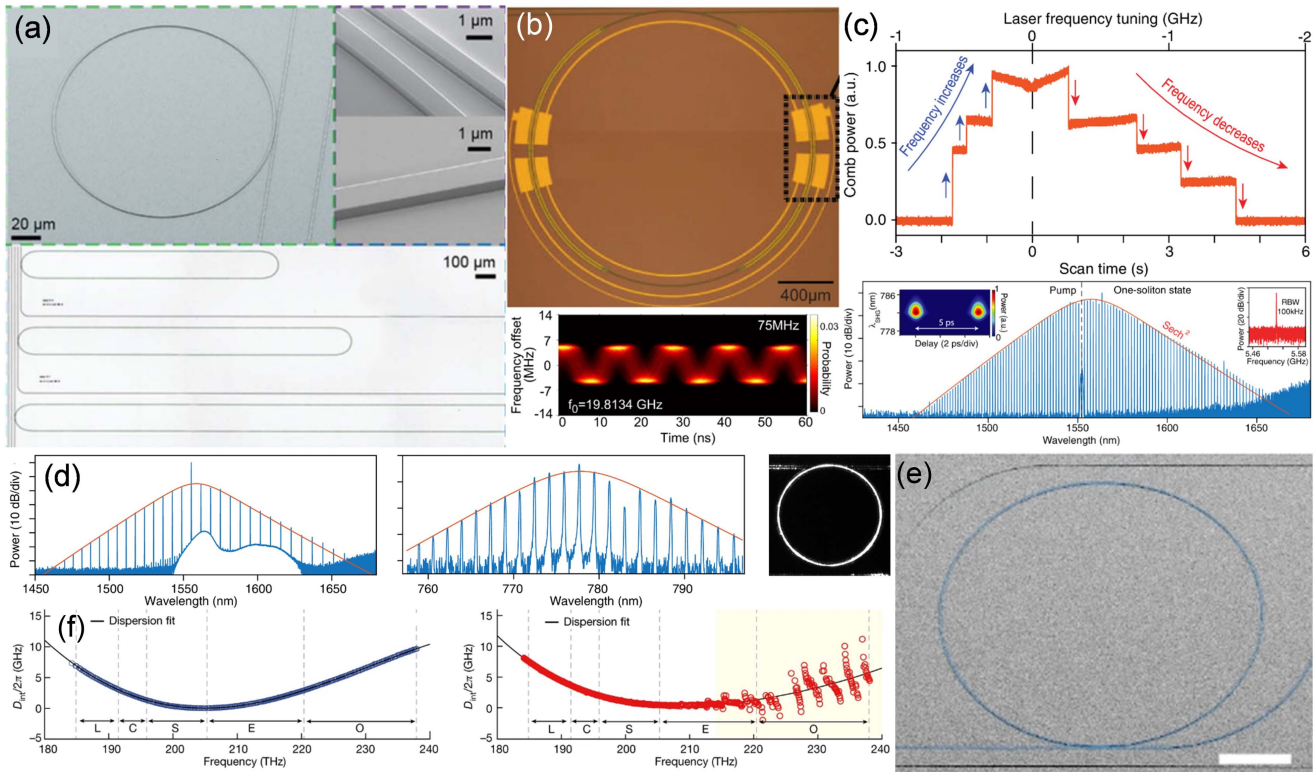 (a)
1 µm
1 µm
20 µm
100 µm
(b)
400µm
14
7
0
-7
-14
Frequency offset
(MHz)
75MHz
f₀=19.8134 GHz
0.03
0
Probability
0 10 20 30 40 50 60
Time (ns)
(c)
Laser frequency tuning (GHz)
-1 0 -1 -2
Comb power (a.u.)
1.0
0.5
0.0
Frequency increases
Frequency decreases
-3 0 3 6
Scan time (s)
Power (10 dB/div)
λSHG(nm)
786
778
5 ps
Delay (2 ps/div)
1
0
Power (a.u.)
Pump
One-soliton state
Sech²
Power (20 dB/div)
RBW
100kHz
5.46 5.58
Frequency (GHz)
1450 1500 1550 1600 1650
Wavelength (nm)
(d)
Power (10 dB/div)
1450 1500 1550 1600 1650
Wavelength (nm)
760 770 780 790
Wavelength (nm)
(e)
(f)
Dint/2π (GHz)
15
10
5
0
−5
Dispersion fit
L C S E O
180 190 200 210 220 230 240
Frequency (THz)
Dint/2π (GHz)
15
10
5
0
−5
Dispersion fit
L C S E O
180 190 200 210 220 230 240
Frequency (THz)